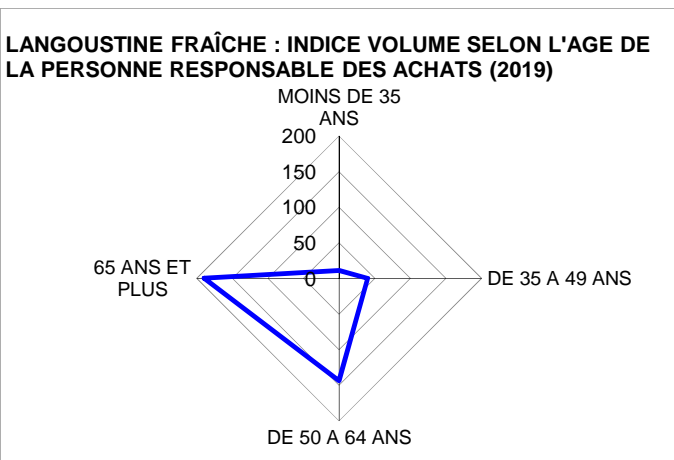 LANGOUSTINE FRAÎCHE : INDICE VOLUME SELON L'AGE DE
LA PERSONNE RESPONSABLE DES ACHATS (2019)
MOINS DE 35
ANS
200
150
100
50
0
65 ANS ET
PLUS
DE 35 A 49 ANS
DE 50 A 64 ANS